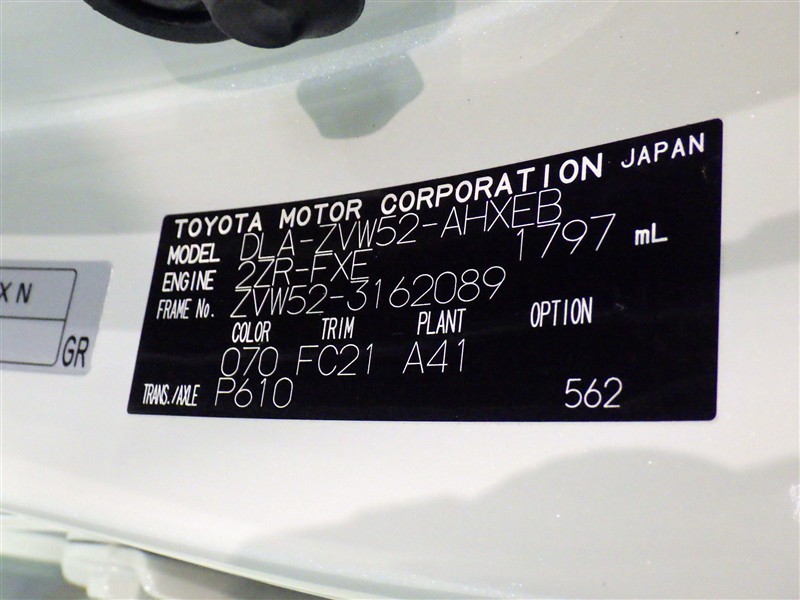 TOYOTA MOTOR CORPORATION JAPAN
MODEL DLA-ZVW52-AHXEB
ENGINE 2ZR-FXE 1797 mL
FRAME No. ZVW52-3162089
COLOR TRIM PLANT OPTION
070 FC21 A41
TRANS./AXLE P610 562
XN
GR